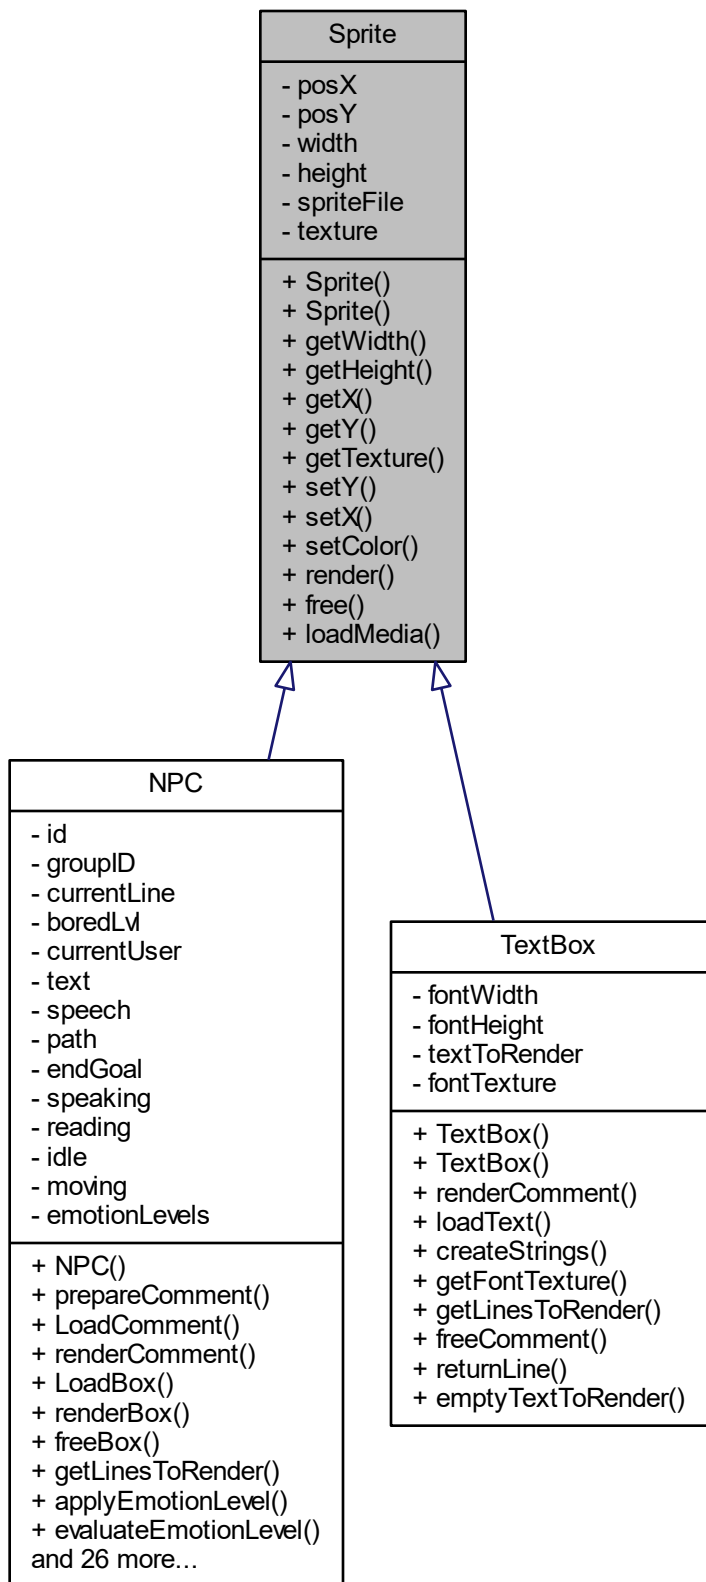 Sprite
- posX
- posY
- width
- height
- spriteFile
- texture
+ Sprite()
+ Sprite()
+ getWidth()
+ getHeight()
+ getX()
+ getY()
+ getTexture()
+ setY()
+ setX()
+ setColor()
+ render()
+ free()
+ loadMedia()
NPC
- id
- groupID
- currentLine
- boredLvl
- currentUser
- text
- speech
- path
- endGoal
- speaking
- reading
- idle
- moving
- emotionLevels
+ NPC()
+ prepareComment()
+ LoadComment()
+ renderComment()
+ LoadBox()
+ renderBox()
+ freeBox()
+ getLinesToRender()
+ applyEmotionLevel()
+ evaluateEmotionLevel()
and 26 more...
TextBox
- fontWidth
- fontHeight
- textToRender
- fontTexture
+ TextBox()
+ TextBox()
+ renderComment()
+ loadText()
+ createStrings()
+ getFontTexture()
+ getLinesToRender()
+ freeComment()
+ returnLine()
+ emptyTextToRender()